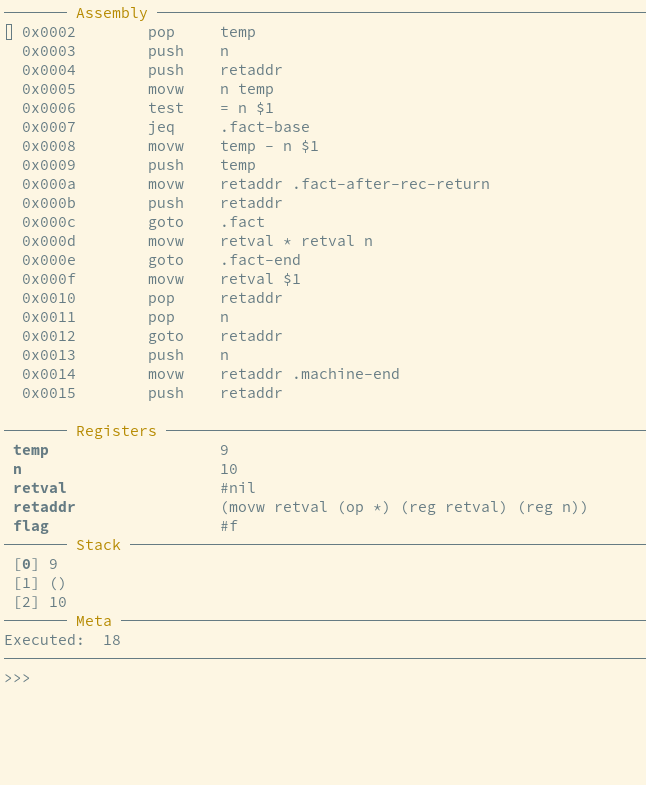 Assembly
0x0002 pop temp
0x0003 push n
0x0004 push retaddr
0x0005 movw n temp
0x0006 test = n $1
0x0007 jeq .fact-base
0x0008 movw temp - n $1
0x0009 push temp
0x000a movw retaddr .fact-after-rec-return
0x000b push retaddr
0x000c goto .fact
0x000d movw retval * retval n
0x000e goto .fact-end
0x000f movw retval $1
0x0010 pop retaddr
0x0011 pop n
0x0012 goto retaddr
0x0013 push n
0x0014 movw retaddr .machine-end
0x0015 push retaddr
Registers
temp 9
n 10
retval #nil
retaddr (movw retval (op *) (reg retval) (reg n))
flag #f
Stack
[0] 9
[1] ()
[2] 10
Meta
Executed: 18
>>>